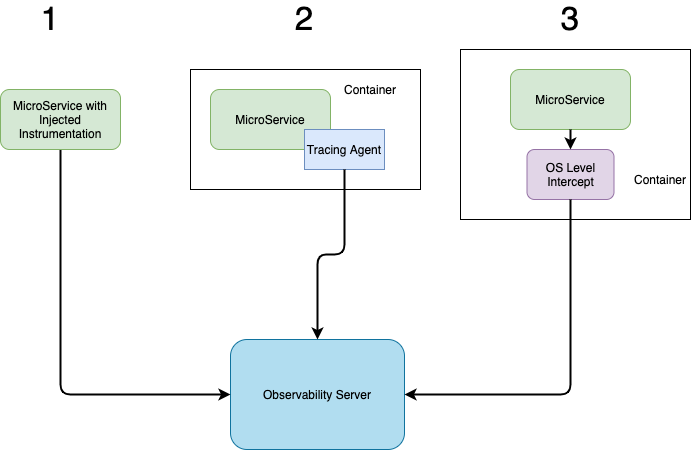 1
2
3
MicroService with
Injected
Instrumentation
Container
MicroService
Tracing Agent
MicroService
OS Level
Intercept
Container
Observability Server